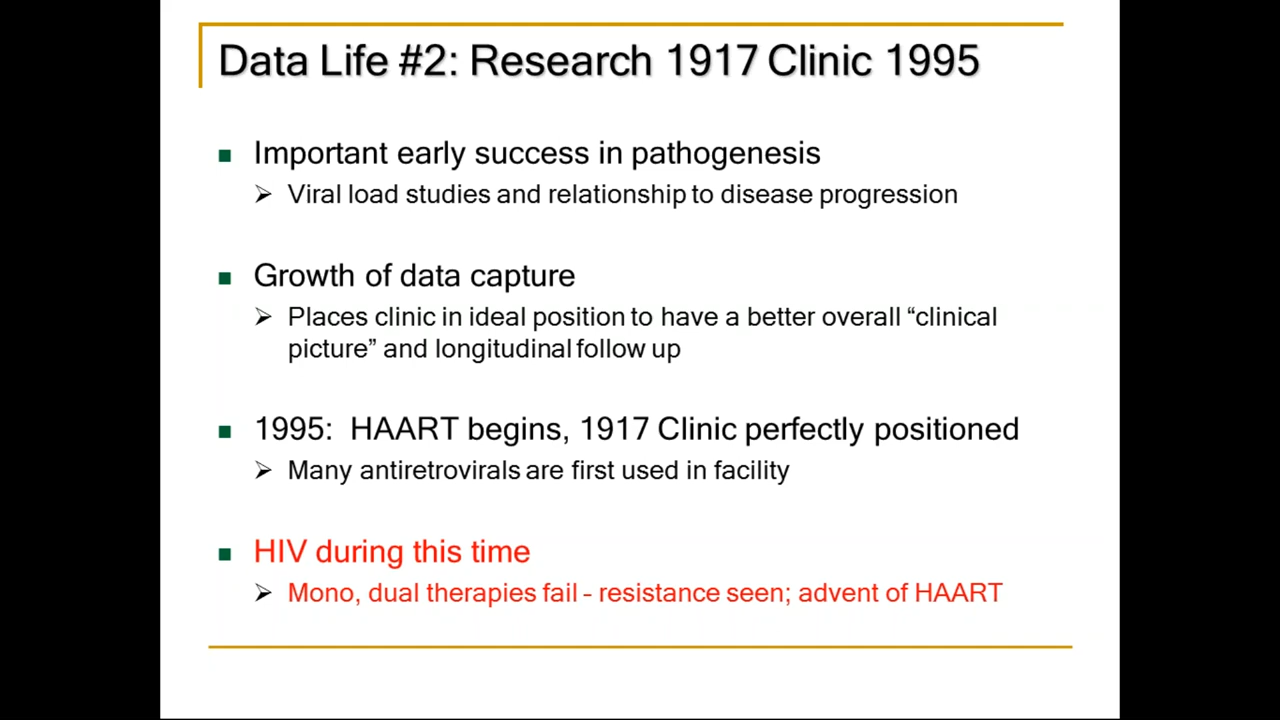 Data Life #2: Research 1917 Clinic 1995
Important early success in pathogenesis
Viral load studies and relationship to disease progression
Growth of data capture
Places clinic in ideal position to have a better overall “clinical
picture” and longitudinal follow up
1995:  HAART begins, 1917 Clinic perfectly positioned
Many antiretrovirals are first used in facility
HIV during this time
Mono, dual therapies fail - resistance seen; advent of HAART